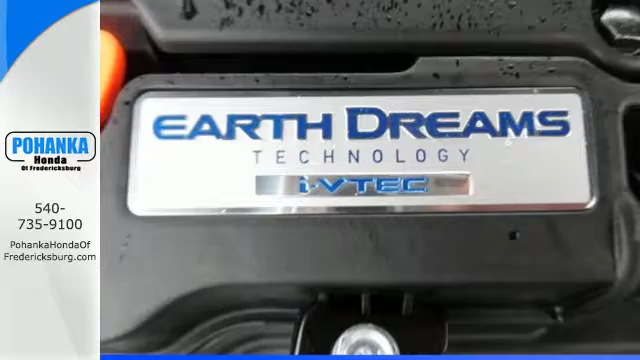 POHANKA
Honda
Of Fredericksburg
540-
735-9100
PohankaHondaOf
Fredericksburg.com
EARTH DREAMS
TECHNOLOGY
i-VTEC